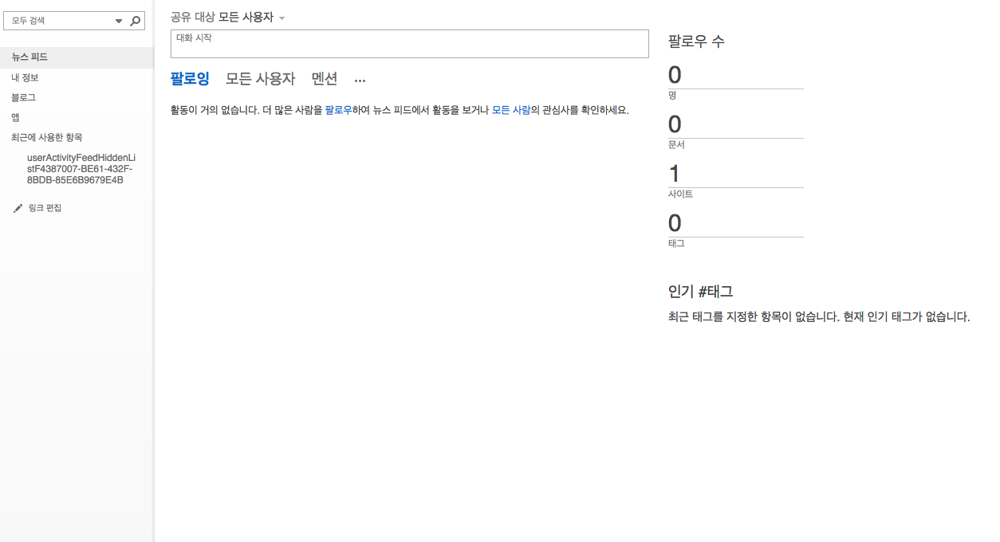 모두 검색
뉴스 피드
내 정보
블로그
앱
최근에 사용한 항목
userActivityFeedHiddenLi
stF4387007-BE61-432F-
8BDB-85E6B9679E4B
링크 편집
공유 대상 모든 사용자
대화 시작
팔로잉 모든 사용자 멘션 ...
활동이 거의 없습니다. 더 많은 사람을 팔로우하여 뉴스 피드에서 활동을 보거나 모든 사람의 관심사를 확인하세요.
팔로우 수
0
명
0
문서
1
사이트
0
태그
인기 #태그
최근 태그를 지정한 항목이 없습니다. 현재 인기 태그가 없습니다.